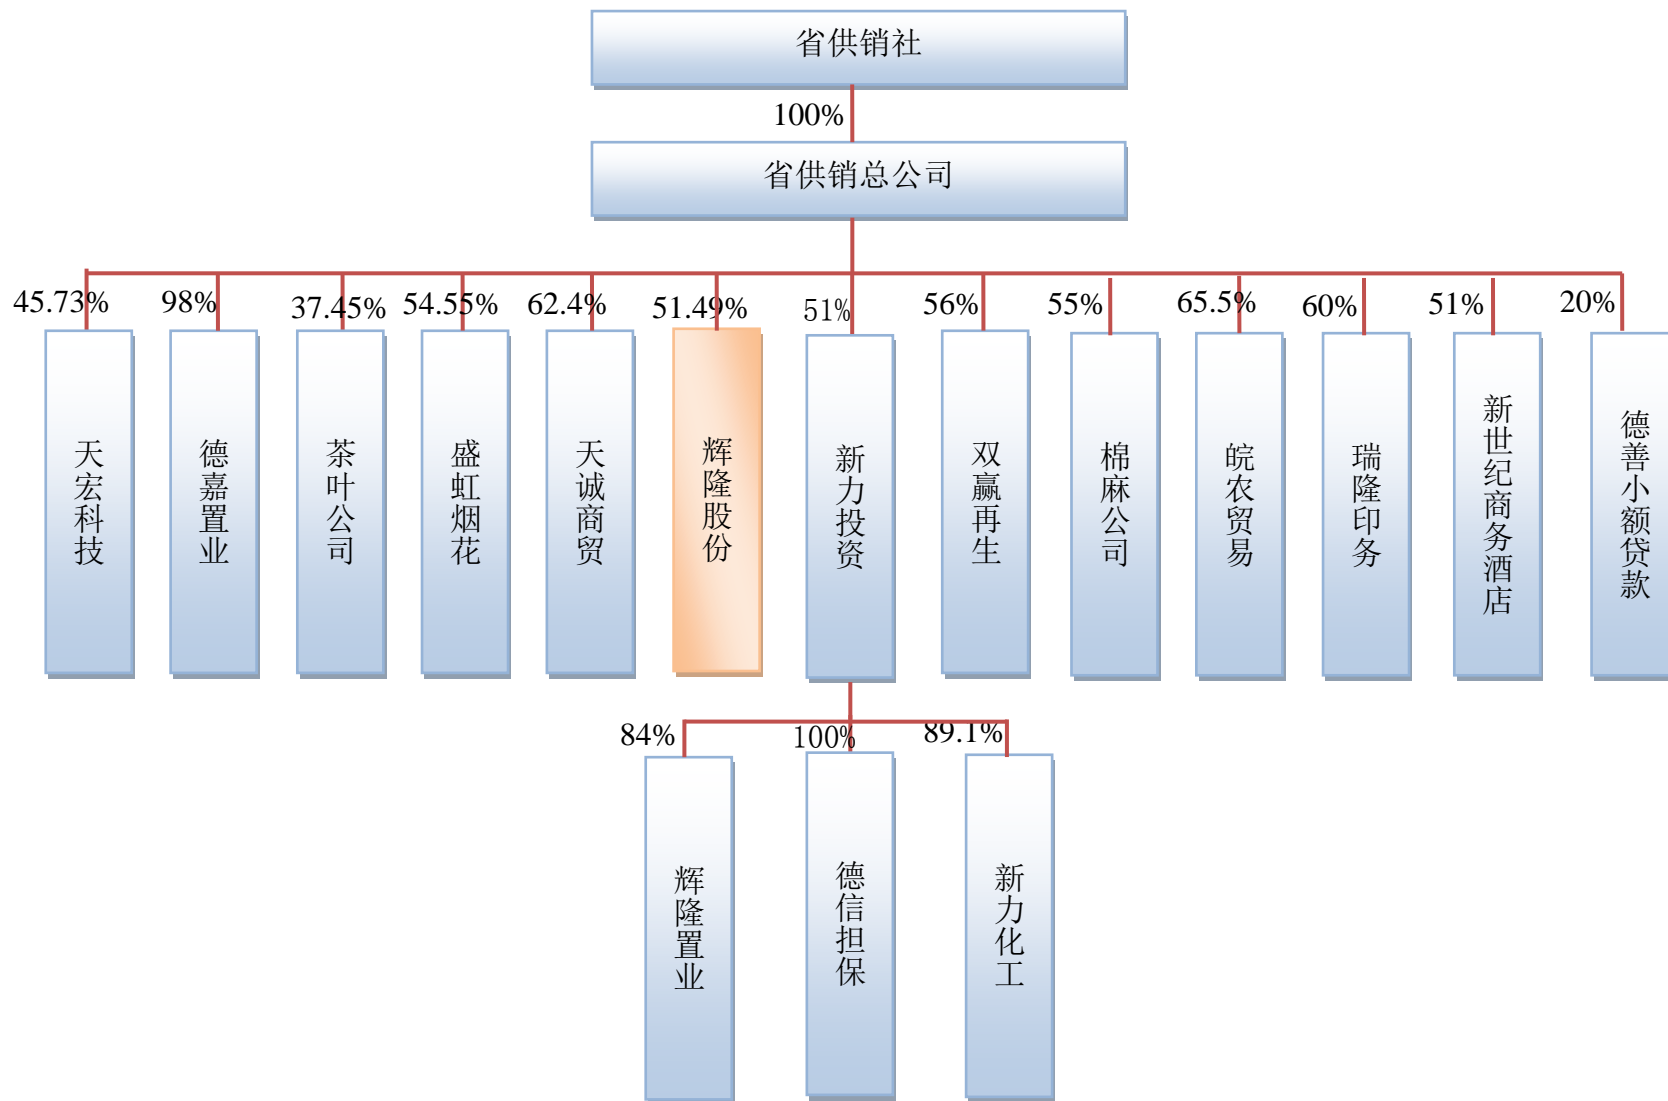 省供销社
100%
省供销总公司
45.73%
98%
37.45%
54.55%
62.4%
51.49%
51%
56%
55%
65.5%
60%
51%
20%
天宏科技
德嘉置业
茶叶公司
盛虹烟花
天诚商贸
辉隆股份
新力投资
双赢再生
棉麻公司
皖农贸易
瑞隆印务
新世纪商务酒店
德善小额贷款
84%
100%
89.1%
辉隆置业
德信担保
新力化工